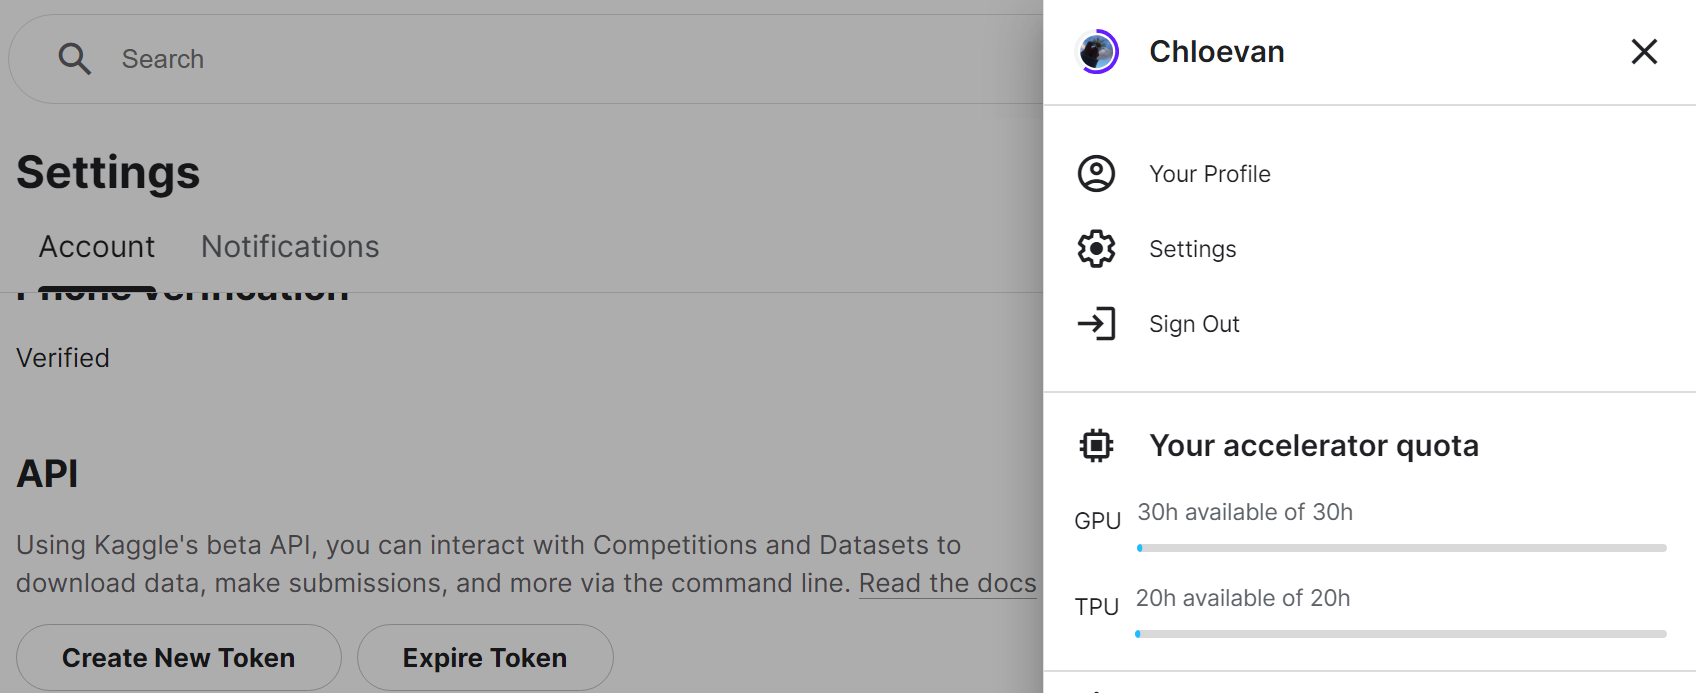 Search
Settings
Account Notifications
Phone Verification
Verified
API
Using Kaggle's beta API, you can interact with Competitions and Datasets to
download data, make submissions, and more via the command line. Read the docs
Create New Token Expire Token
Chloevan
Your Profile
Settings
Sign Out
Your accelerator quota
GPU 30h available of 30h
TPU 20h available of 20h